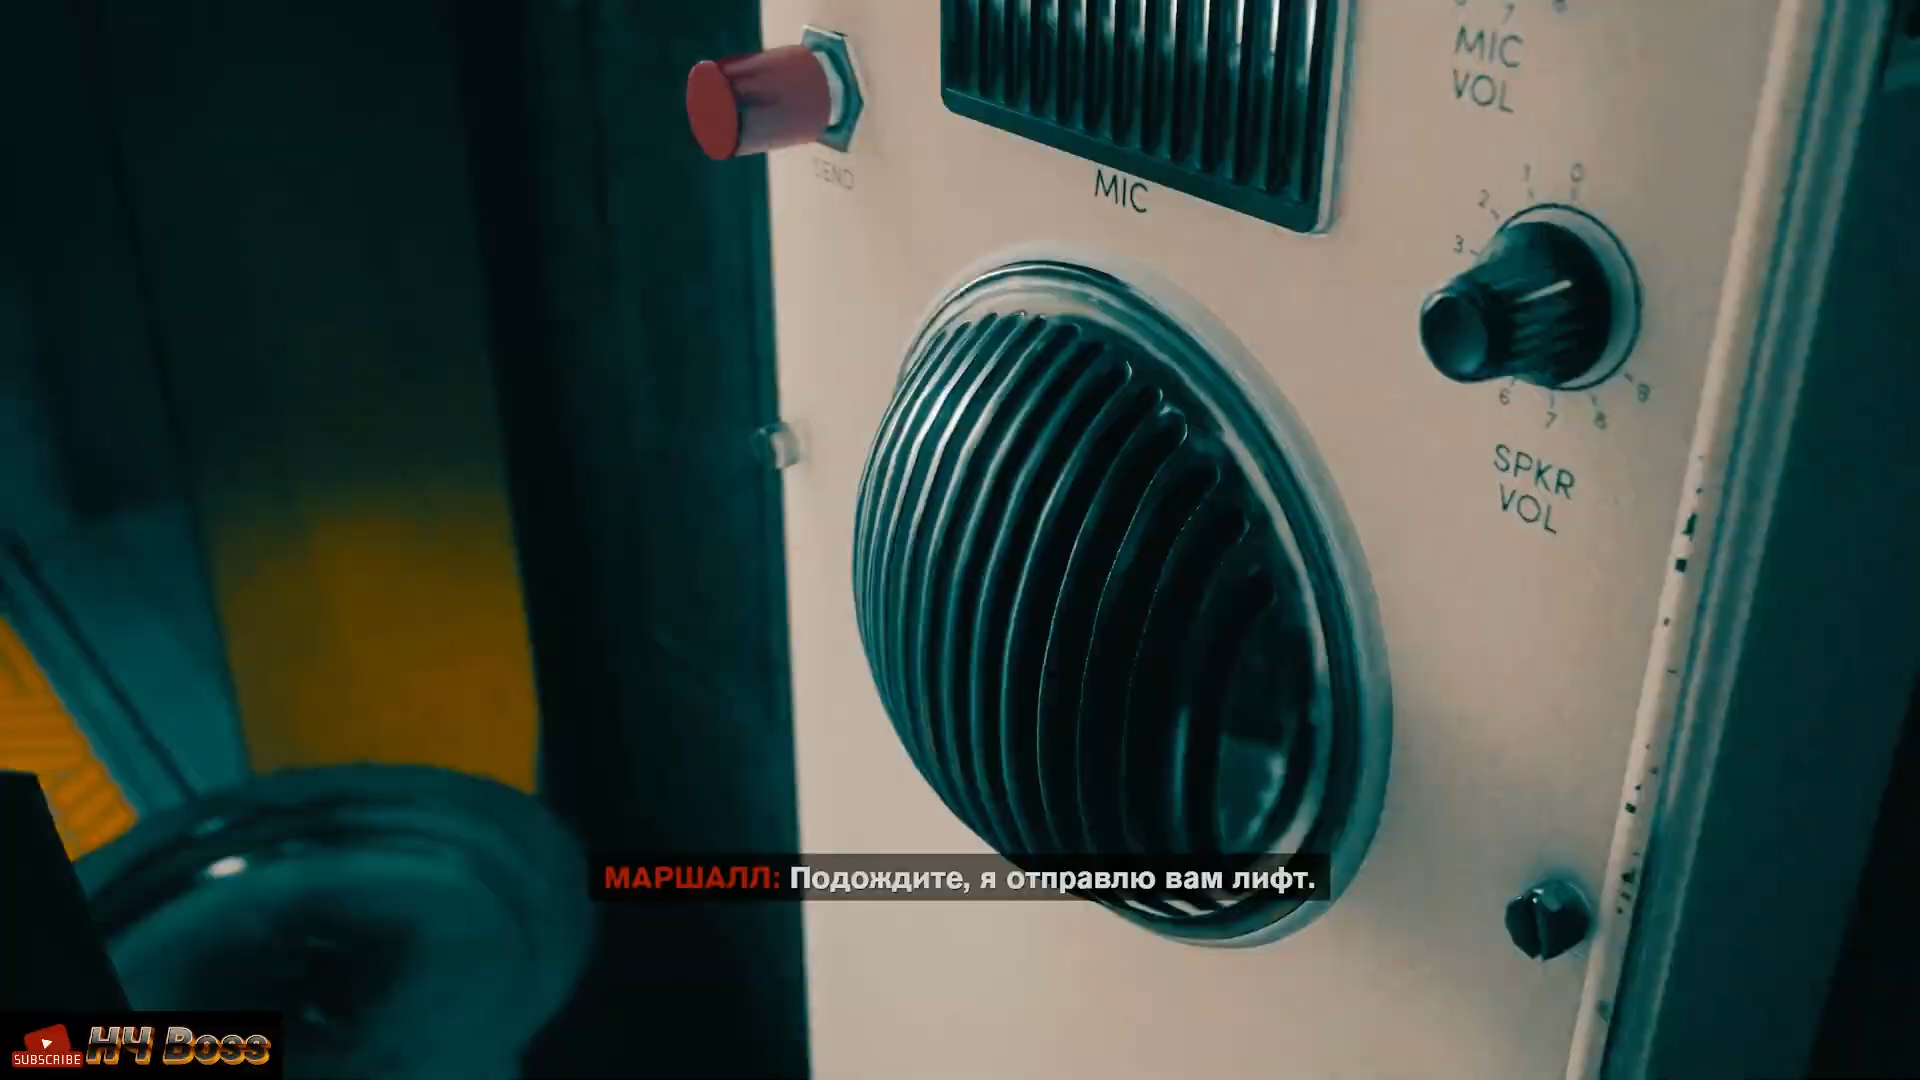 MIC
VOL
SEND
MIC
0
1
2
3
6
7
8
9
SPKR
VOL
МАРШАЛЛ: Подождите, я отправлю вам лифт.
SUBSCRIBE
НЧ Boss